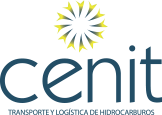 cenit
TRANSPORTE Y LOGÍSTICA DE HIDROCARBUROS